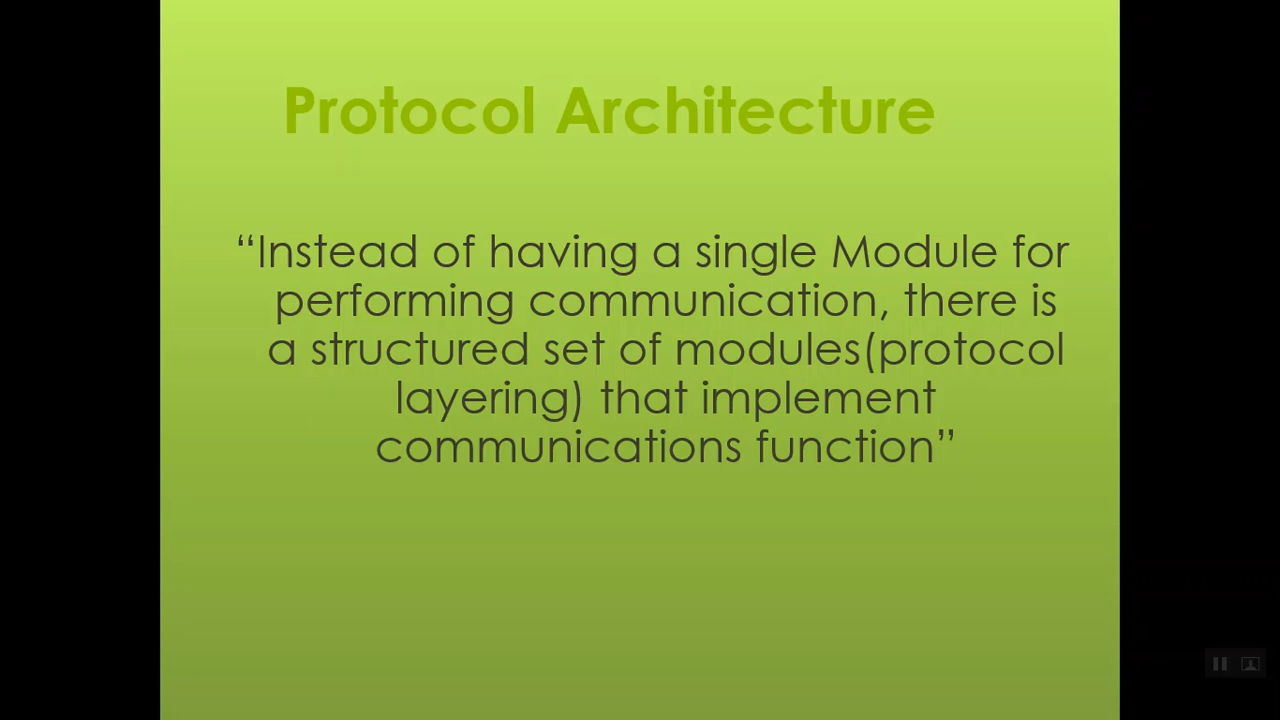 Protocol Architecture
“Instead of having a single Module for
performing communication, there is
a structured set of modules(protocol
layering) that implement
communications function”